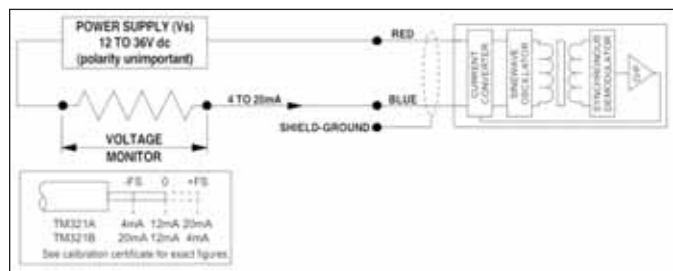 POWER SUPPLY (Vs)
12 TO 36V dc
(polarity unimportant)
RED
4 TO 20mA
BLUE
SHIELD-GROUND
VOLTAGE
MONITOR
CURRENT
CONVERTER
SINEWAVE
OSCILLATOR
SYNCHRONOUS
DEMODULATOR
O/P
-FS 0 +FS
TM321A 4mA 12mA 20mA
TM321B 20mA 12mA 4mA
See calibration certificate for exact figures.